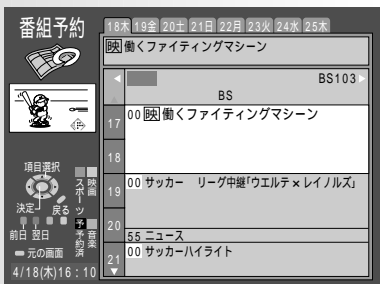 番組予約
18木 19金 20土 21日 22月 23火 24水 25木
映 働くファイティングマシーン
BS103
BS
17
00 映 働くファイティングマシーン
18
19
00 サッカー リーグ中継「ウエルテ×レイノルズ」
20
55 ニュース
21
00 サッカーハイライト
項目選択
決定
戻る
スポーツ
映画
予
予約済
音楽
前日 翌日
元の画面
4/18(木)16:10